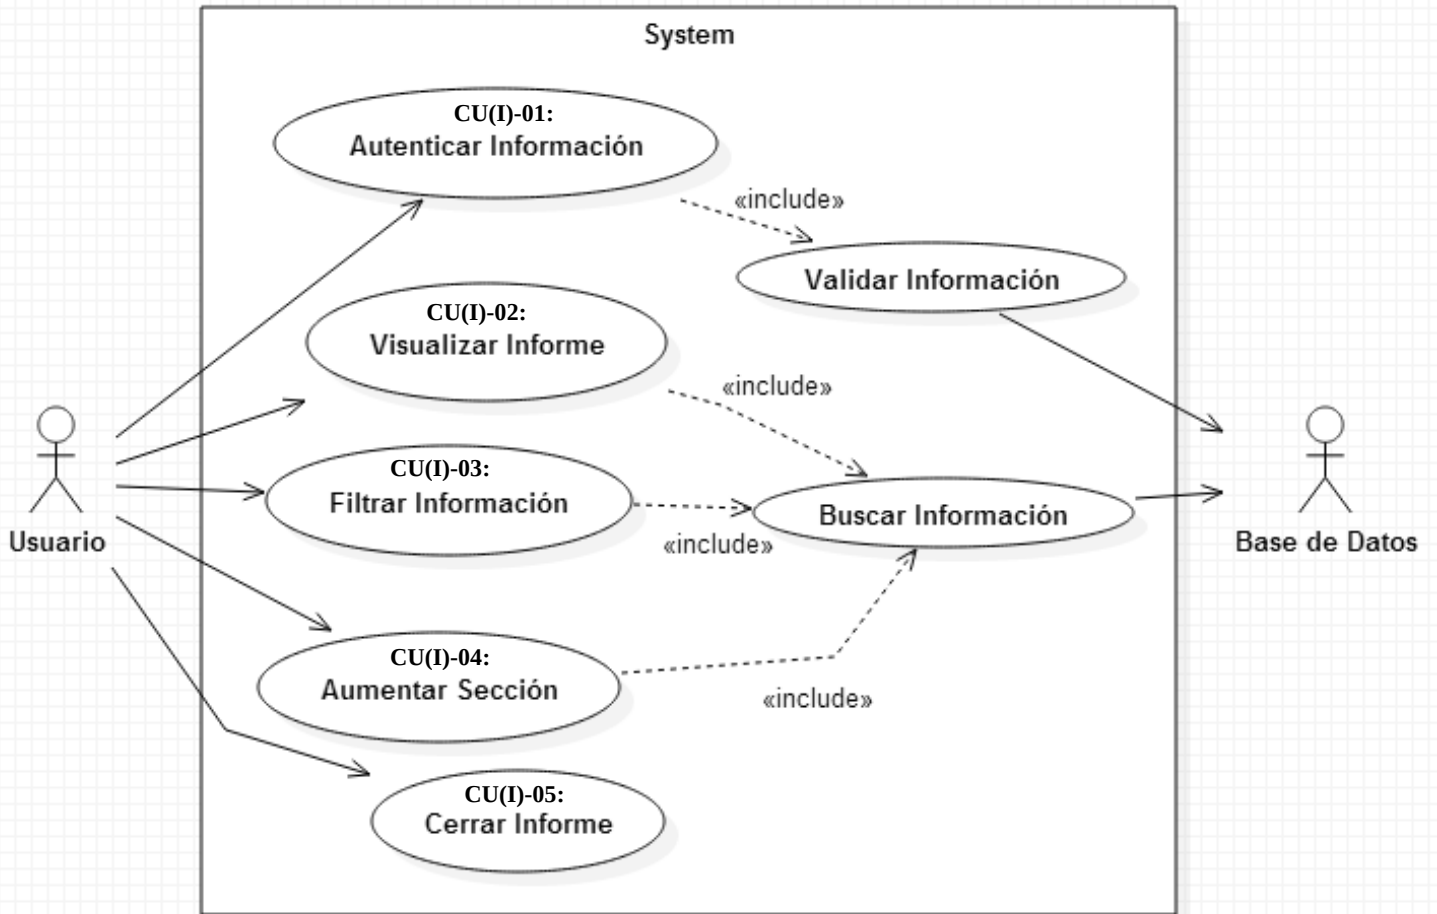 System
CU(I)-01:
Autenticar Información
«include»
Validar Información
CU(I)-02:
Visualizar Informe
«include»
CU(I)-03:
Filtrar Información
«include»
Buscar Información
Usuario
Base de Datos
CU(I)-04:
Aumentar Sección
«include»
CU(I)-05:
Cerrar Informe